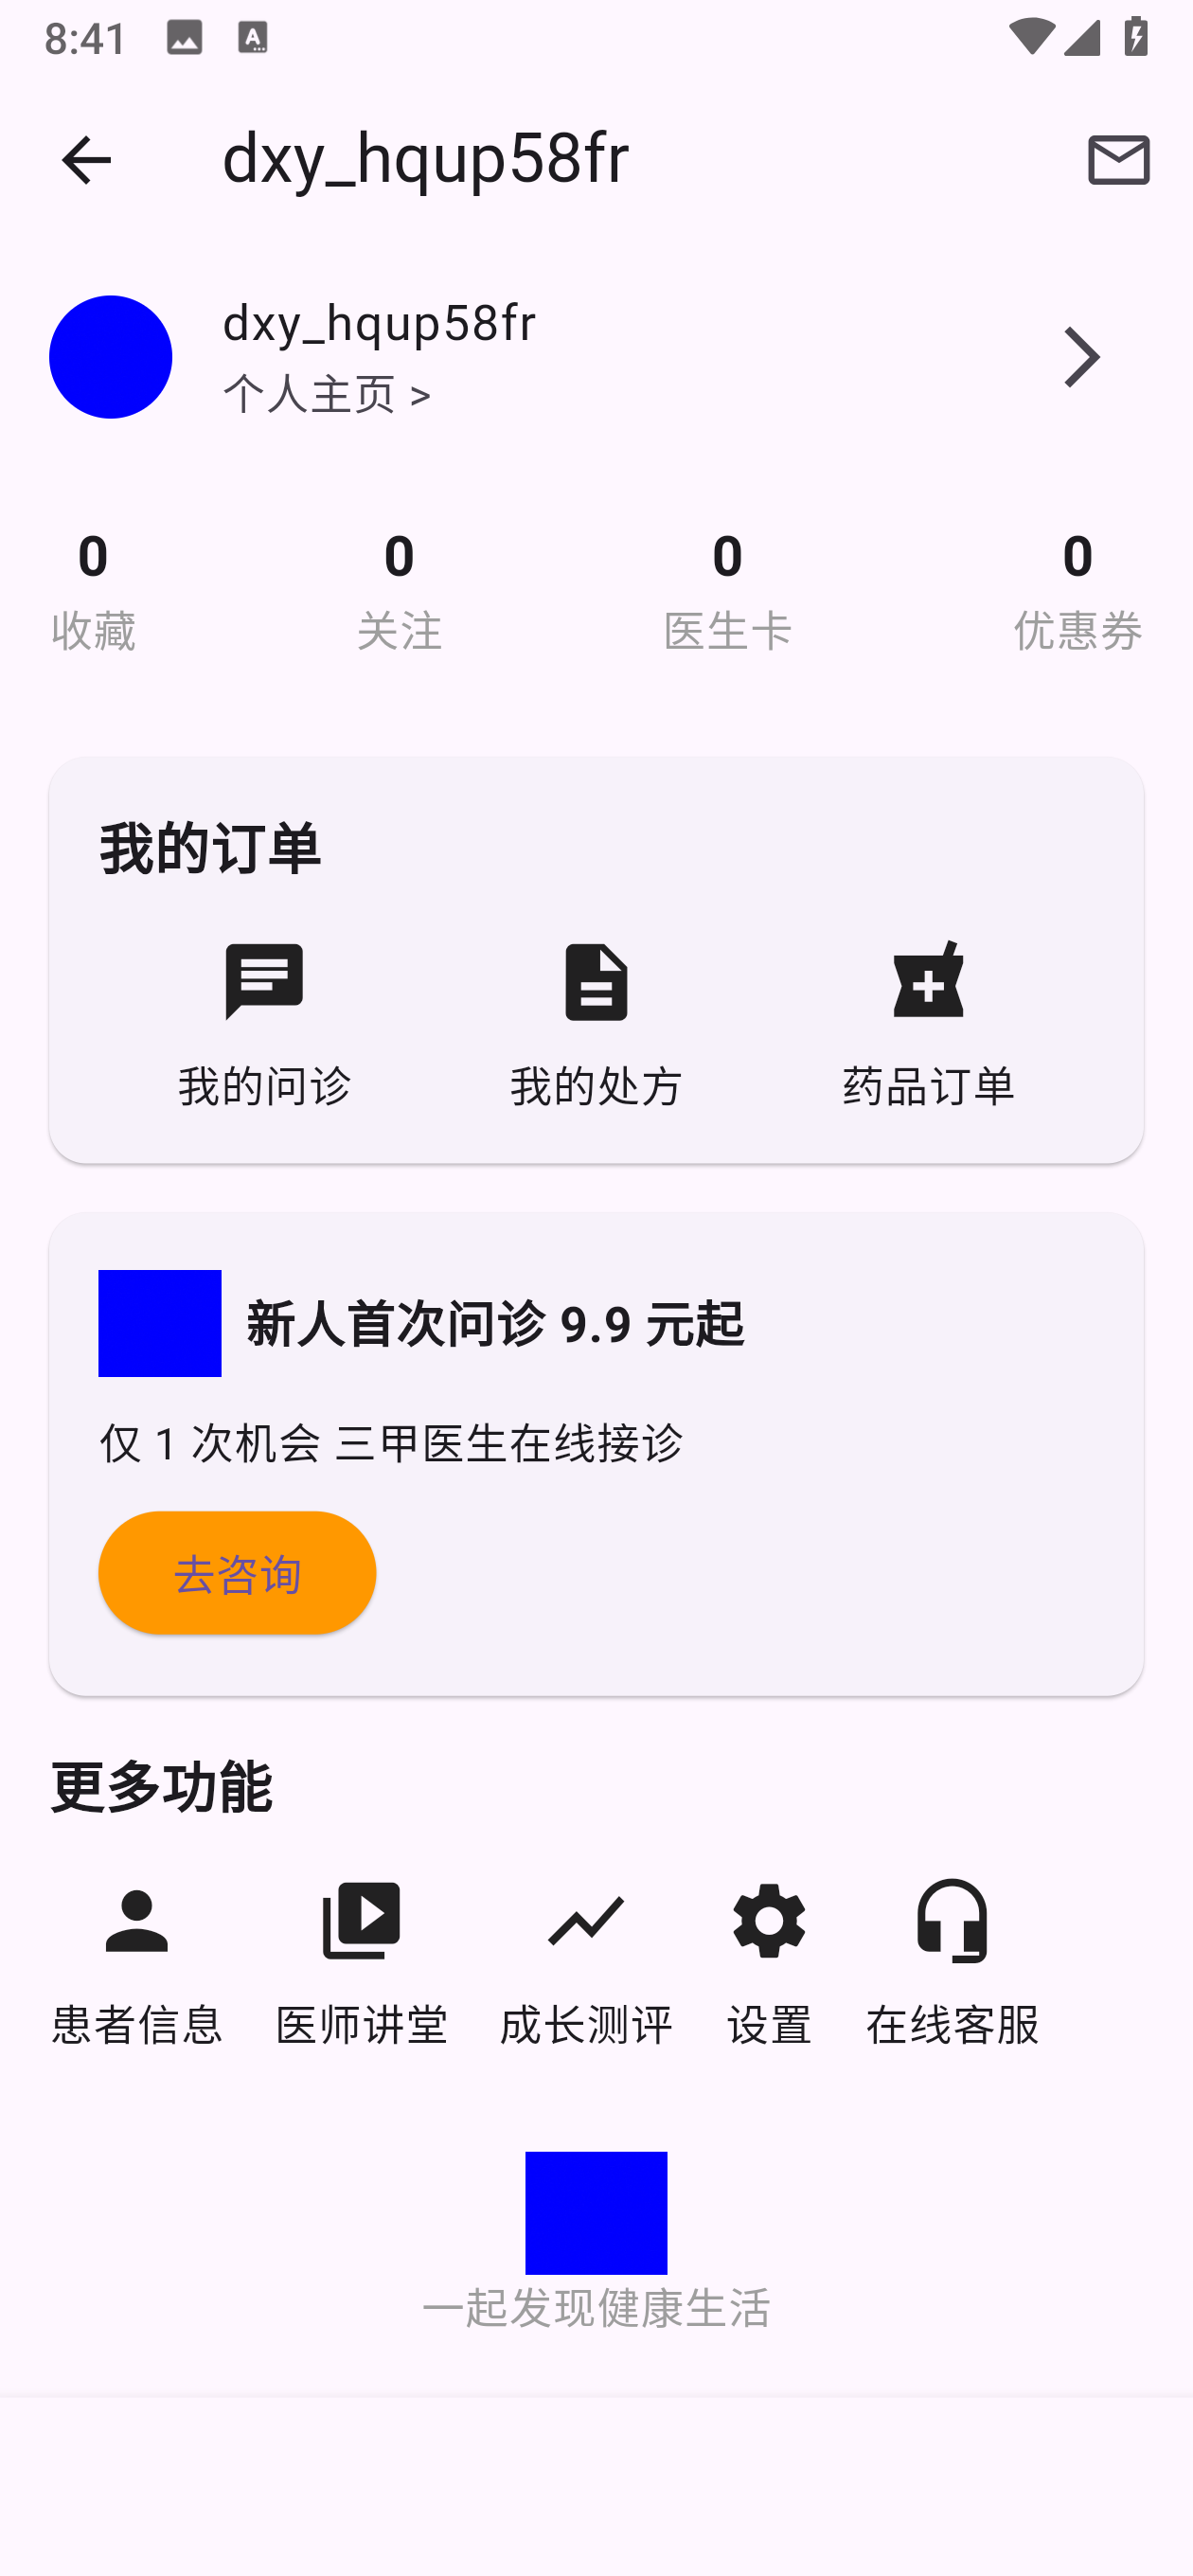 8:41
dxy_hqup58fr
dxy_hqup58fr
个人主页 >
0 0 0 0
收藏 关注 医生卡 优惠券
我的订单
我的问诊 我的处方 药品订单
新人首次问诊 9.9 元起
仅 1 次机会 三甲医生在线接诊
去咨询
更多功能
患者信息 医师讲堂 成长测评 设置 在线客服
一起发现健康生活